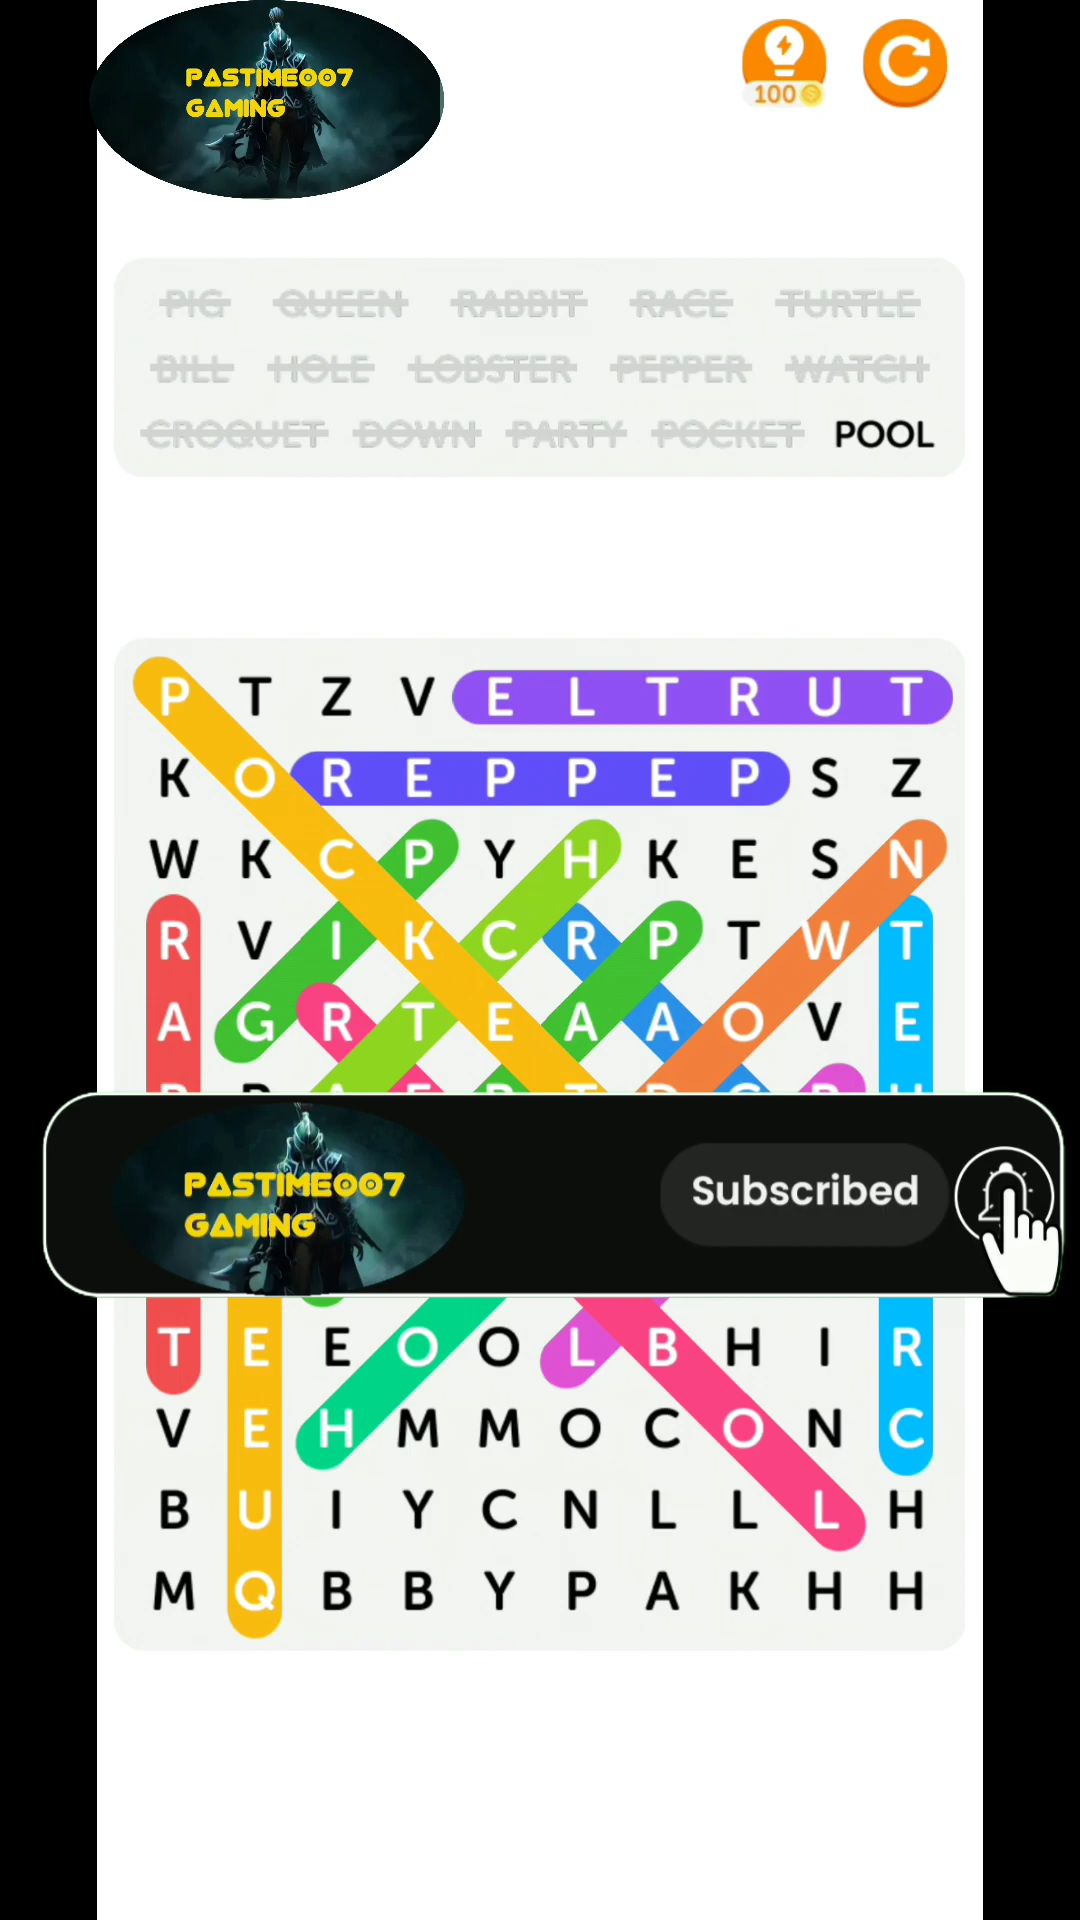 PASTIME007
GAMING
100
PIG QUEEN RABBIT RACE TURTLE
BILL HOLE LOBSTER PEPPER WATCH
CROQUET DOWN PARTY POCKET POOL
P T Z V E L T R U T
K O R E P P E P S Z
W K C P Y H K E S N
R V I K C R P T W T
A G R T E A A O V E
PASTIME007
GAMING
Subscribed
T E E O O L B H I R
V E H M M O C O N C
B U I Y C N L L L H
M Q B B Y P A K H H